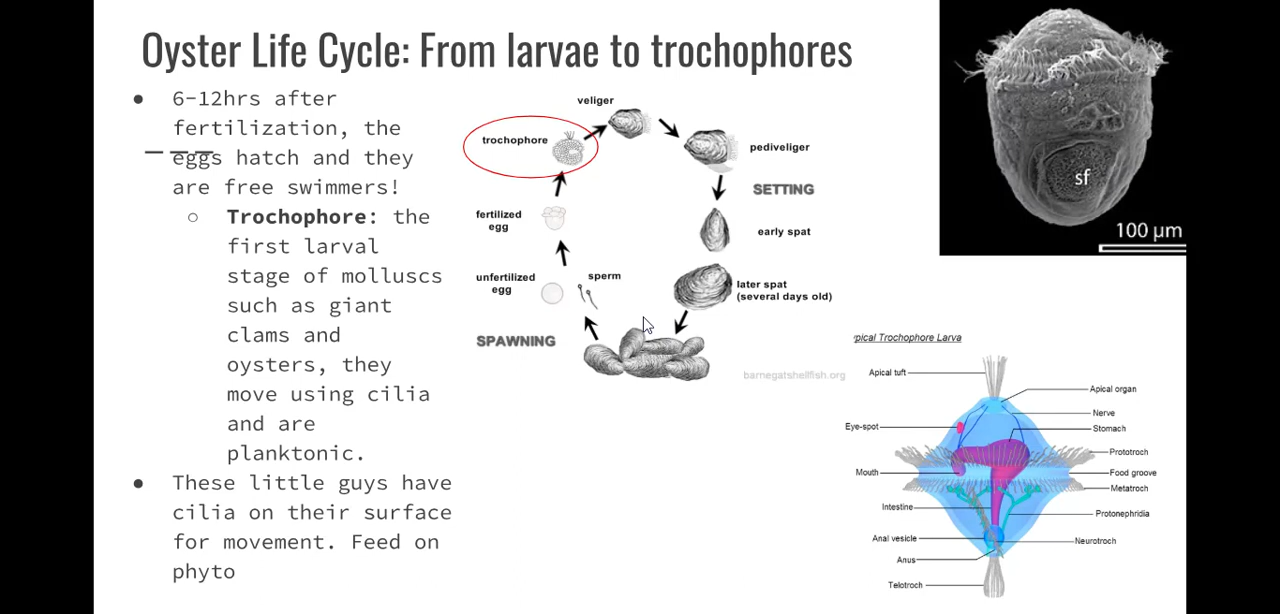 Oyster Life Cycle: From larvae to trochophores
● 6-12hrs after
fertilization, the
eggs hatch and they
are free swimmers!
○ Trochophore: the
first larval
stage of molluscs
such as giant
clams and
oysters, they
move using cilia
and are
planktonic.
● These little guys have
cilia on their surface
for movement. Feed on
phyto
veliger
trochophore
pediveliger
SETTING
fertilized
egg
early spat
unfertilized
egg
sperm
later spat
(several days old)
SPAWNING
barnegatshellfish.org
sf
100 µm
ypical Trochophore Larva
Apical tuft
Apical organ
Nerve
Eye-spot
Stomach
Prototroch
Mouth
Food groove
Metatroch
Intestine
Protonephridia
Anal vesicle
Neurotroch
Anus
Telotroch